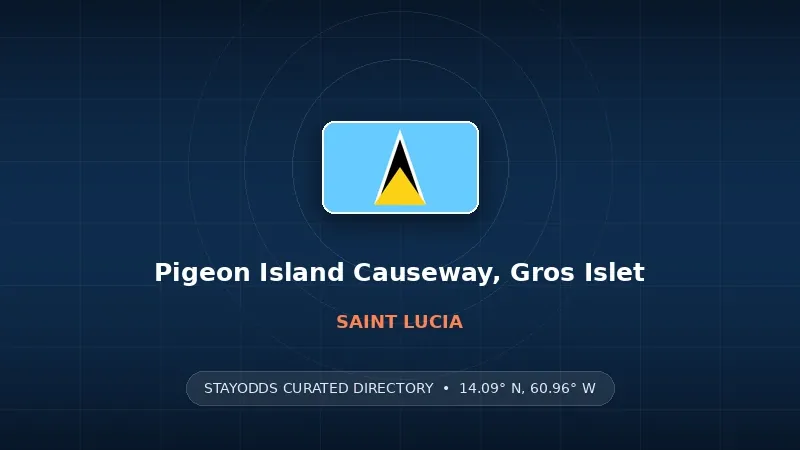 Pigeon Island Causeway, Gros Islet
SAINT LUCIA
STAYODDS CURATED DIRECTORY • 14.09° N, 60.96° W